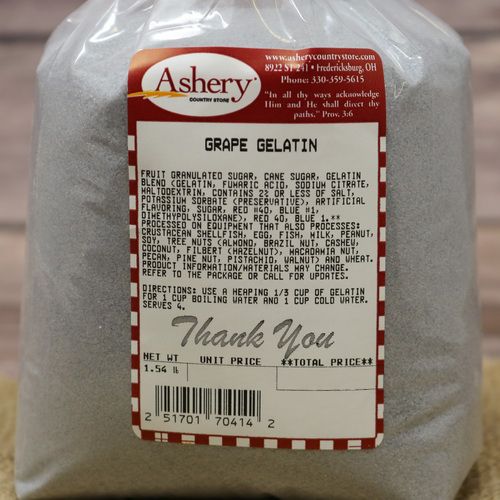 Ashery
COUNTRY STORE
www.asherycountrystore.com
8922 ST 241 • Fredericksburg, OH
Phone: 330-359-5615
"In all thy ways acknowledge
Him and He shall direct thy
paths." Prov. 3:6
GRAPE GELATIN
FRUIT GRANULATED SUGAR, CANE SUGAR, GELATIN
BLEND (GELATIN, FUMARIC ACID, SODIUM CITRATE,
MALTODEXTRIN, CONTAINS 2% OR LESS OF SALT,
POTASSIUM SORBATE (PRESERVATIVE), ARTIFICIAL
FLAVORING, SUGAR, RED #40, BLUE #1,
DIMETHYPOLYSILOXANE), RED 40, BLUE 1.**
PROCESSED ON EQUIPMENT THAT ALSO PROCESSES:
CRUSTACEAN SHELLFISH, EGG, FISH, MILK, PEANUT,
SOY, TREE NUTS (ALMOND, BRAZIL NUT, CASHEW,
COCONUT, FILBERT (HAZELNUT), MACADAMIA NUT,
PECAN, PINE NUT, PISTACHIO, WALNUT) AND WHEAT.
PRODUCT INFORMATION/MATERIALS MAY CHANGE.
REFER TO THE PACKAGE OR CALL FOR UPDATES.
DIRECTIONS: USE A HEAPING 1/3 CUP OF GELATIN
FOR 1 CUP BOILING WATER AND 1 CUP COLD WATER.
SERVES 4.
Thank You
NET WT UNIT PRICE **TOTAL PRICE**
1.54 lb
2 51701 70414 2